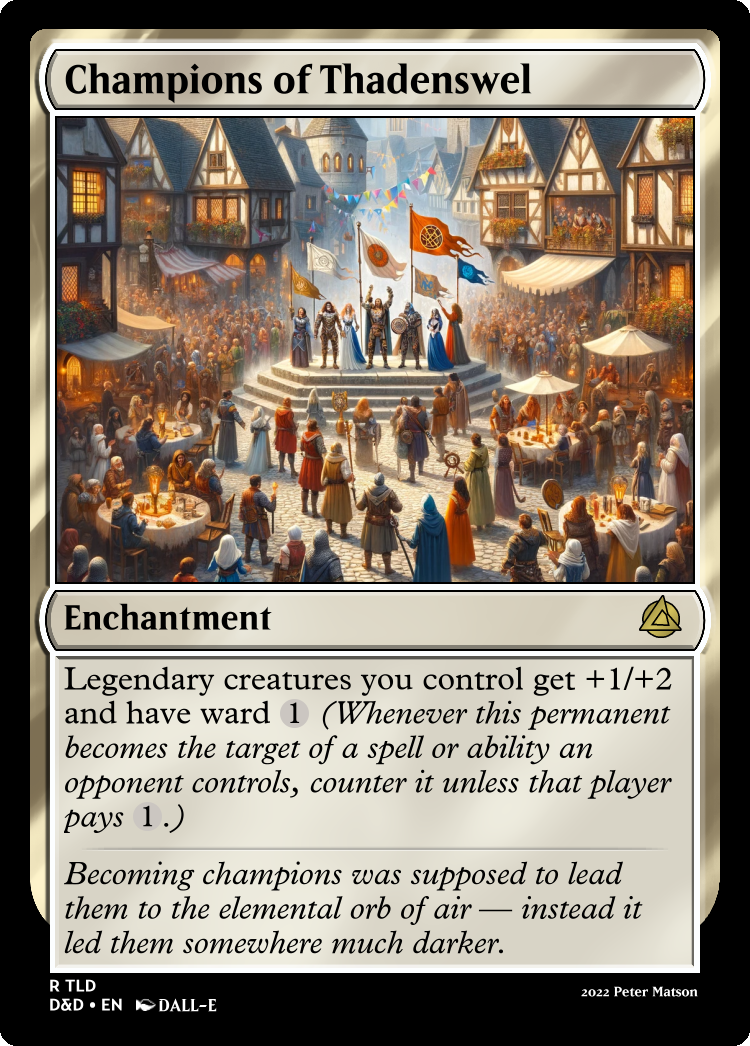 Champions of Thadenswel
Enchantment
Legendary creatures you control get +1/+2
and have ward 1 (Whenever this permanent
becomes the target of a spell or ability an
opponent controls, counter it unless that player
pays 1.)
Becoming champions was supposed to lead
them to the elemental orb of air — instead it
led them somewhere much darker.
R TLD
D&D • EN DALL-E
2022 Peter Matson